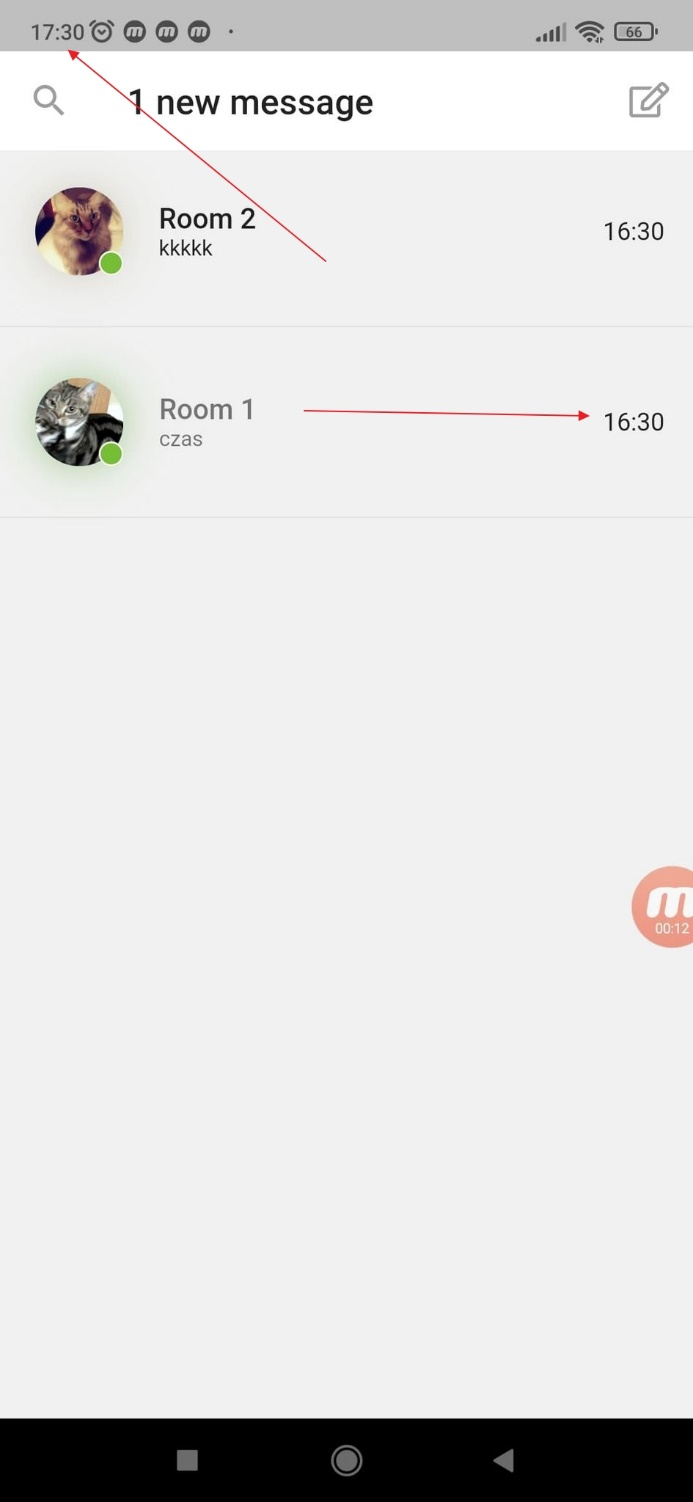 17:30
66
1 new message
Room 2
kkkkk
16:30
Room 1
czas
16:30
m
00:12